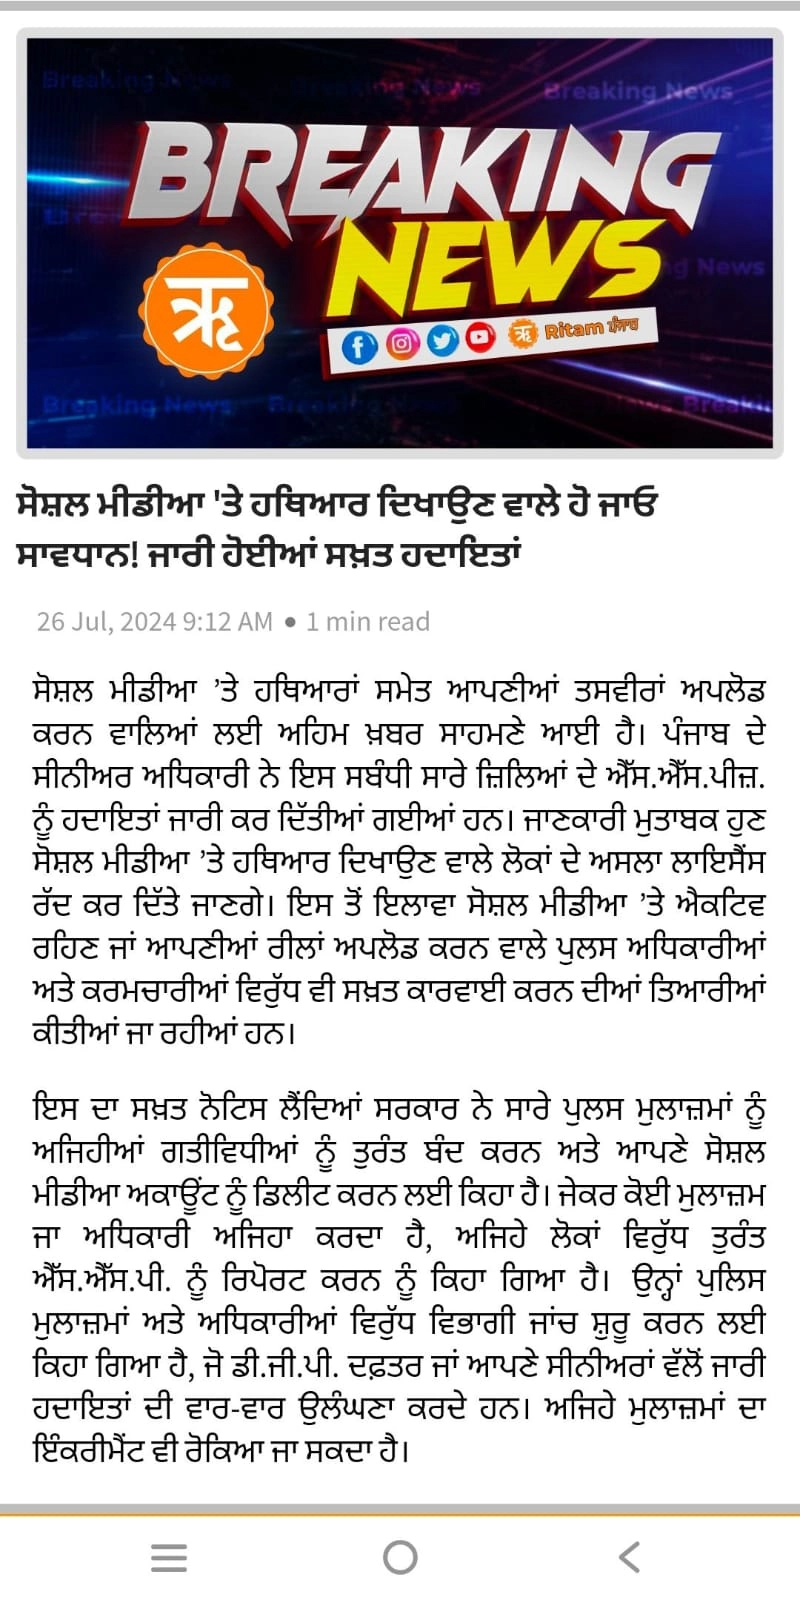 Breaking News
Breaking News
Breaking News
BREAKING
NEWS
ऋ
ऋ Ritam ਪੰਜਾਬ
Breaking News
ਸੋਸ਼ਲ ਮੀਡੀਆ 'ਤੇ ਹਥਿਆਰ ਦਿਖਾਉਣ ਵਾਲੇ ਹੋ ਜਾਓ
ਸਾਵਧਾਨ! ਜਾਰੀ ਹੋਈਆਂ ਸਖ਼ਤ ਹਦਾਇਤਾਂ
26 Jul, 2024 9:12 AM ● 1 min read
ਸੋਸ਼ਲ ਮੀਡੀਆ ’ਤੇ ਹਥਿਆਰਾਂ ਸਮੇਤ ਆਪਣੀਆਂ ਤਸਵੀਰਾਂ ਅਪਲੋਡ
ਕਰਨ ਵਾਲਿਆਂ ਲਈ ਅਹਿਮ ਖ਼ਬਰ ਸਾਹਮਣੇ ਆਈ ਹੈ। ਪੰਜਾਬ ਦੇ
ਸੀਨੀਅਰ ਅਧਿਕਾਰੀ ਨੇ ਇਸ ਸਬੰਧੀ ਸਾਰੇ ਜ਼ਿਲਿਆਂ ਦੇ ਐੱਸ.ਐੱਸ.ਪੀਜ਼.
ਨੂੰ ਹਦਾਇਤਾਂ ਜਾਰੀ ਕਰ ਦਿੱਤੀਆਂ ਗਈਆਂ ਹਨ। ਜਾਣਕਾਰੀ ਮੁਤਾਬਕ ਹੁਣ
ਸੋਸ਼ਲ ਮੀਡੀਆ ’ਤੇ ਹਥਿਆਰ ਦਿਖਾਉਣ ਵਾਲੇ ਲੋਕਾਂ ਦੇ ਅਸਲਾ ਲਾਇਸੈਂਸ
ਰੱਦ ਕਰ ਦਿੱਤੇ ਜਾਣਗੇ। ਇਸ ਤੋਂ ਇਲਾਵਾ ਸੋਸ਼ਲ ਮੀਡੀਆ ’ਤੇ ਐਕਟਿਵ
ਰਹਿਣ ਜਾਂ ਆਪਣੀਆਂ ਰੀਲਾਂ ਅਪਲੋਡ ਕਰਨ ਵਾਲੇ ਪੁਲਸ ਅਧਿਕਾਰੀਆਂ
ਅਤੇ ਕਰਮਚਾਰੀਆਂ ਵਿਰੁੱਧ ਵੀ ਸਖ਼ਤ ਕਾਰਵਾਈ ਕਰਨ ਦੀਆਂ ਤਿਆਰੀਆਂ
ਕੀਤੀਆਂ ਜਾ ਰਹੀਆਂ ਹਨ।
ਇਸ ਦਾ ਸਖ਼ਤ ਨੋਟਿਸ ਲੈਂਦਿਆਂ ਸਰਕਾਰ ਨੇ ਸਾਰੇ ਪੁਲਸ ਮੁਲਾਜ਼ਮਾਂ ਨੂੰ
ਅਜਿਹੀਆਂ ਗਤੀਵਿਧੀਆਂ ਨੂੰ ਤੁਰੰਤ ਬੰਦ ਕਰਨ ਅਤੇ ਆਪਣੇ ਸੋਸ਼ਲ
ਮੀਡੀਆ ਅਕਾਊਂਟ ਨੂੰ ਡਿਲੀਟ ਕਰਨ ਲਈ ਕਿਹਾ ਹੈ। ਜੇਕਰ ਕੋਈ ਮੁਲਾਜ਼ਮ
ਜਾ ਅਧਿਕਾਰੀ ਅਜਿਹਾ ਕਰਦਾ ਹੈ, ਅਜਿਹੇ ਲੋਕਾਂ ਵਿਰੁੱਧ ਤੁਰੰਤ
ਐੱਸ.ਐੱਸ.ਪੀ. ਨੂੰ ਰਿਪੋਰਟ ਕਰਨ ਨੂੰ ਕਿਹਾ ਗਿਆ ਹੈ। ਉਨ੍ਹਾਂ ਪੁਲਿਸ
ਮੁਲਾਜ਼ਮਾਂ ਅਤੇ ਅਧਿਕਾਰੀਆਂ ਵਿਰੁੱਧ ਵਿਭਾਗੀ ਜਾਂਚ ਸ਼ੁਰੂ ਕਰਨ ਲਈ
ਕਿਹਾ ਗਿਆ ਹੈ, ਜੋ ਡੀ.ਜੀ.ਪੀ. ਦਫ਼ਤਰ ਜਾਂ ਆਪਣੇ ਸੀਨੀਅਰਾਂ ਵੱਲੋਂ ਜਾਰੀ
ਹਦਾਇਤਾਂ ਦੀ ਵਾਰ-ਵਾਰ ਉਲੰਘਣਾ ਕਰਦੇ ਹਨ। ਅਜਿਹੇ ਮੁਲਾਜ਼ਮਾਂ ਦਾ
ਇੰਕਰੀਮੈਂਟ ਵੀ ਰੋਕਿਆ ਜਾ ਸਕਦਾ ਹੈ।